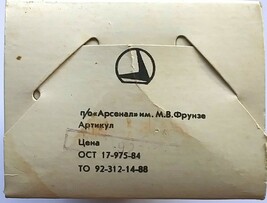 п/о «Арсенал» им. М.В.Фрунзе
Артикул
Цена
ОСТ 17-975-84
ТО 92-312-14-88